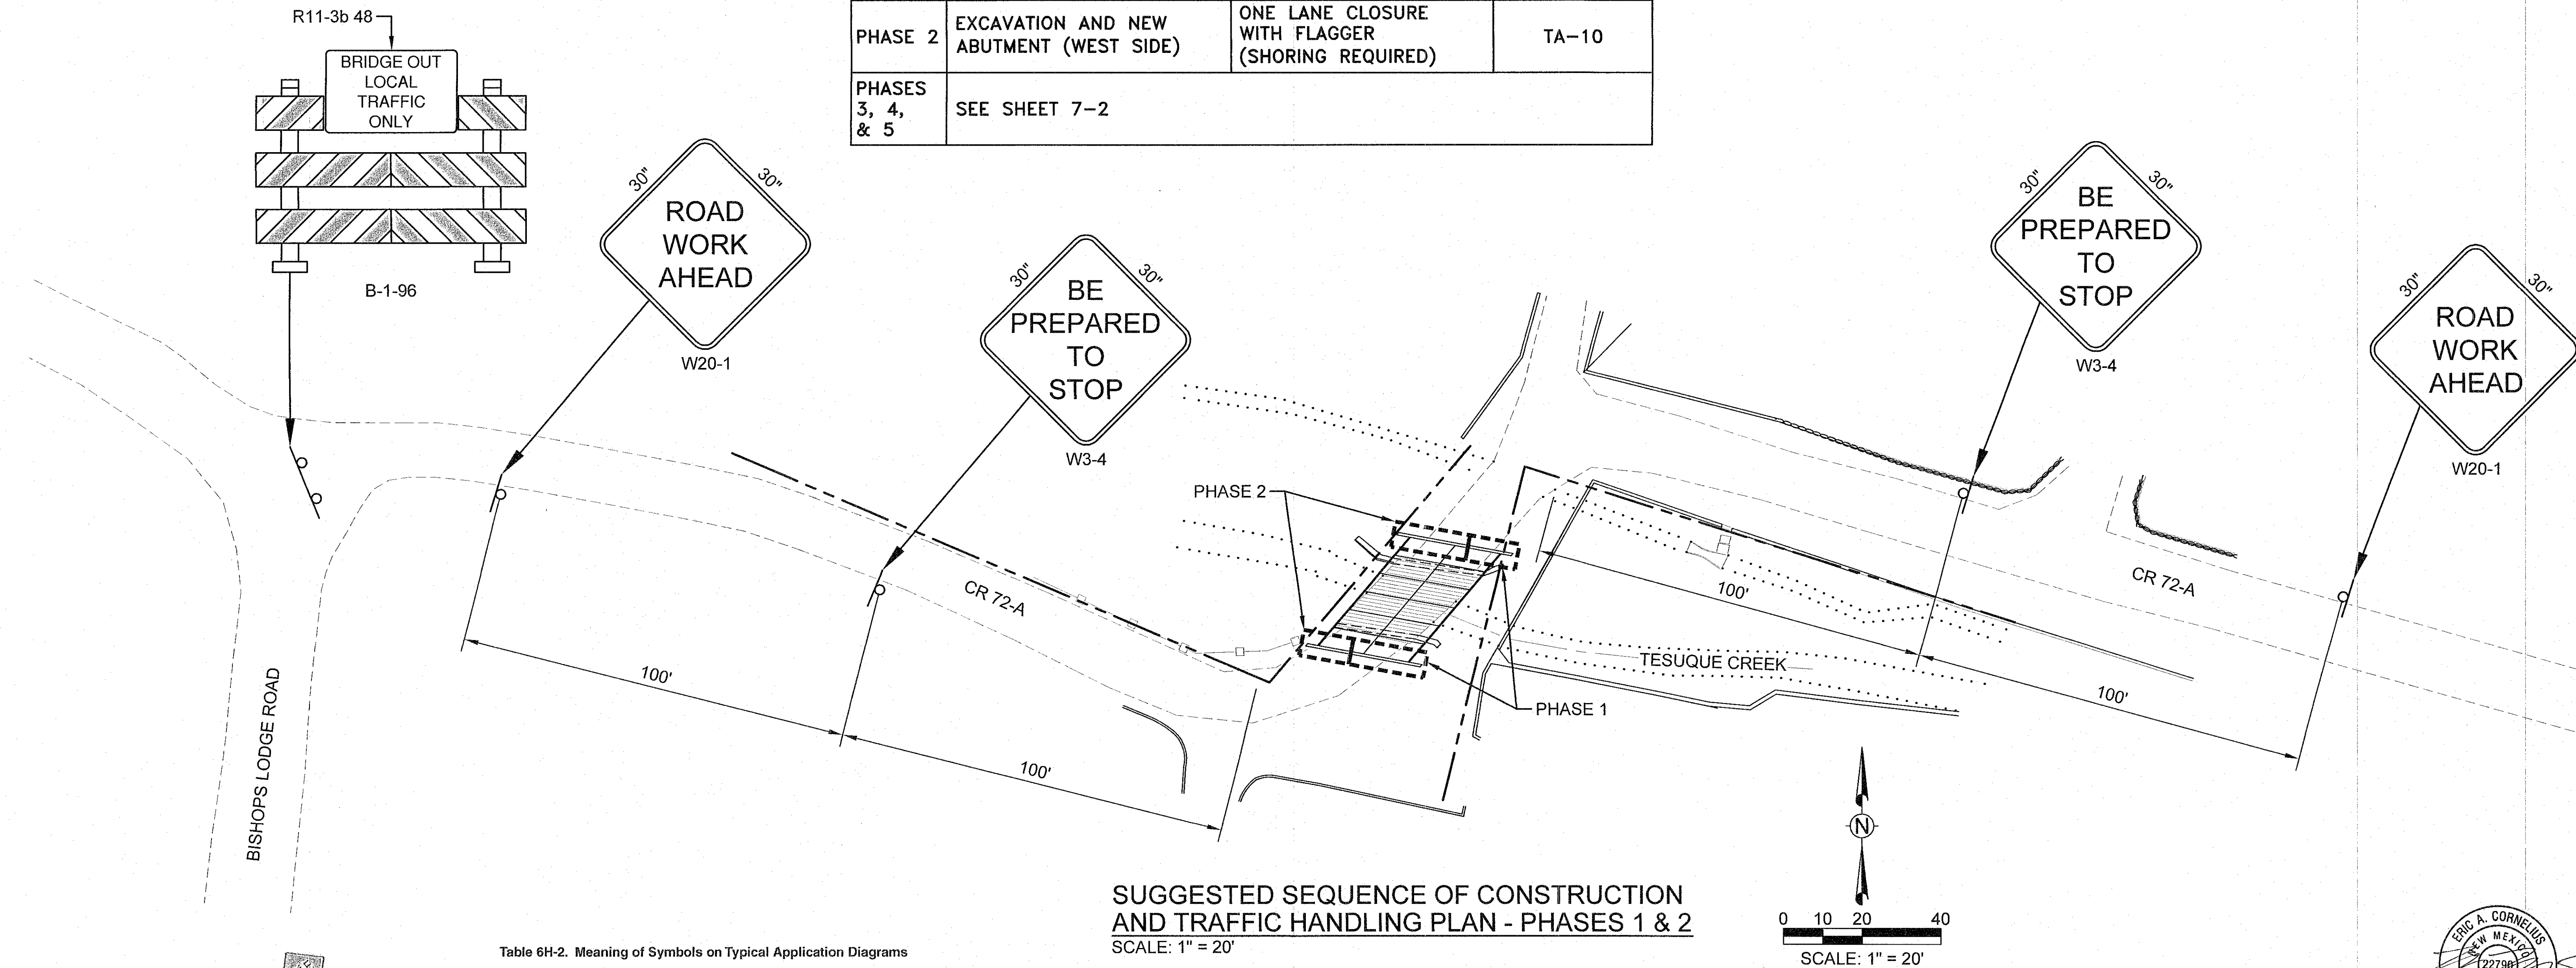 R11-3b 48
BRIDGE OUT
LOCAL
TRAFFIC
ONLY
B-1-96
PHASE 2
EXCAVATION AND NEW
ABUTMENT (WEST SIDE)
ONE LANE CLOSURE
WITH FLAGGER
(SHORING REQUIRED)
TA-10
PHASES
3, 4,
& 5
SEE SHEET 7-2
30"
30"
ROAD
WORK
AHEAD
W20-1
30"
30"
BE
PREPARED
TO
STOP
W3-4
30"
30"
BE
PREPARED
TO
STOP
W3-4
30"
30"
ROAD
WORK
AHEAD
W20-1
PHASE 2
CR 72-A
CR 72-A
100'
TESUQUE CREEK
100'
100'
100'
PHASE 1
BISHOPS LODGE ROAD
N
SUGGESTED SEQUENCE OF CONSTRUCTION
AND TRAFFIC HANDLING PLAN - PHASES 1 & 2
SCALE: 1" = 20'
0 10 20 40
SCALE: 1" = 20'
Table 6H-2. Meaning of Symbols on Typical Application Diagrams
ERIC A. CORNELIUS
NEW MEXICO
22790